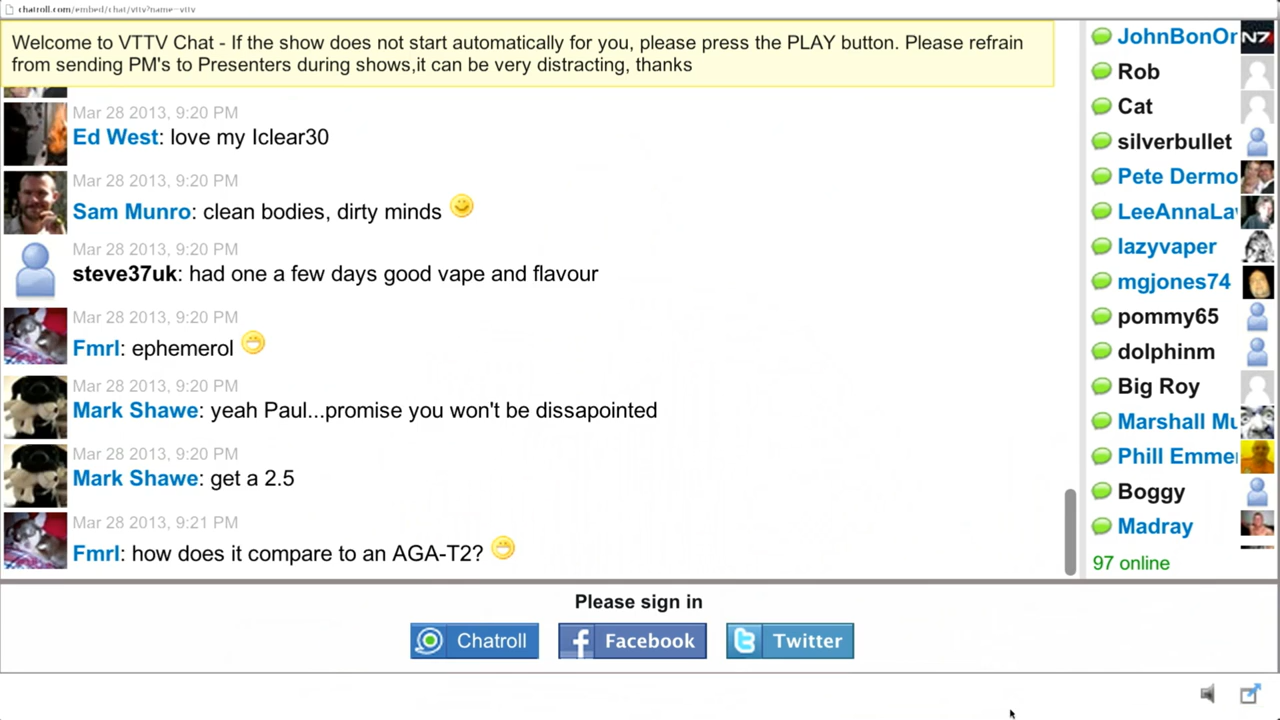 chatroll.com/embed/chat/vttv?name=vttv
Welcome to VTTV Chat - If the show does not start automatically for you, please press the PLAY button. Please refrain
from sending PM's to Presenters during shows,it can be very distracting, thanks
Mar 28 2013, 9:20 PM
Ed West: love my Iclear30
Mar 28 2013, 9:20 PM
Sam Munro: clean bodies, dirty minds
Mar 28 2013, 9:20 PM
steve37uk: had one a few days good vape and flavour
Mar 28 2013, 9:20 PM
Fmrl: ephemerol
Mar 28 2013, 9:20 PM
Mark Shawe: yeah Paul...promise you won't be dissapointed
Mar 28 2013, 9:20 PM
Mark Shawe: get a 2.5
Mar 28 2013, 9:21 PM
Fmrl: how does it compare to an AGA-T2?
JohnBonOr
N7
Rob
Cat
silverbullet
Pete Dermo
LeeAnnaLa
lazyvaper
mgjones74
pommy65
dolphinm
Big Roy
Marshall Mu
Phill Emme
Boggy
Madray
97 online
Please sign in
Chatroll
Facebook
Twitter